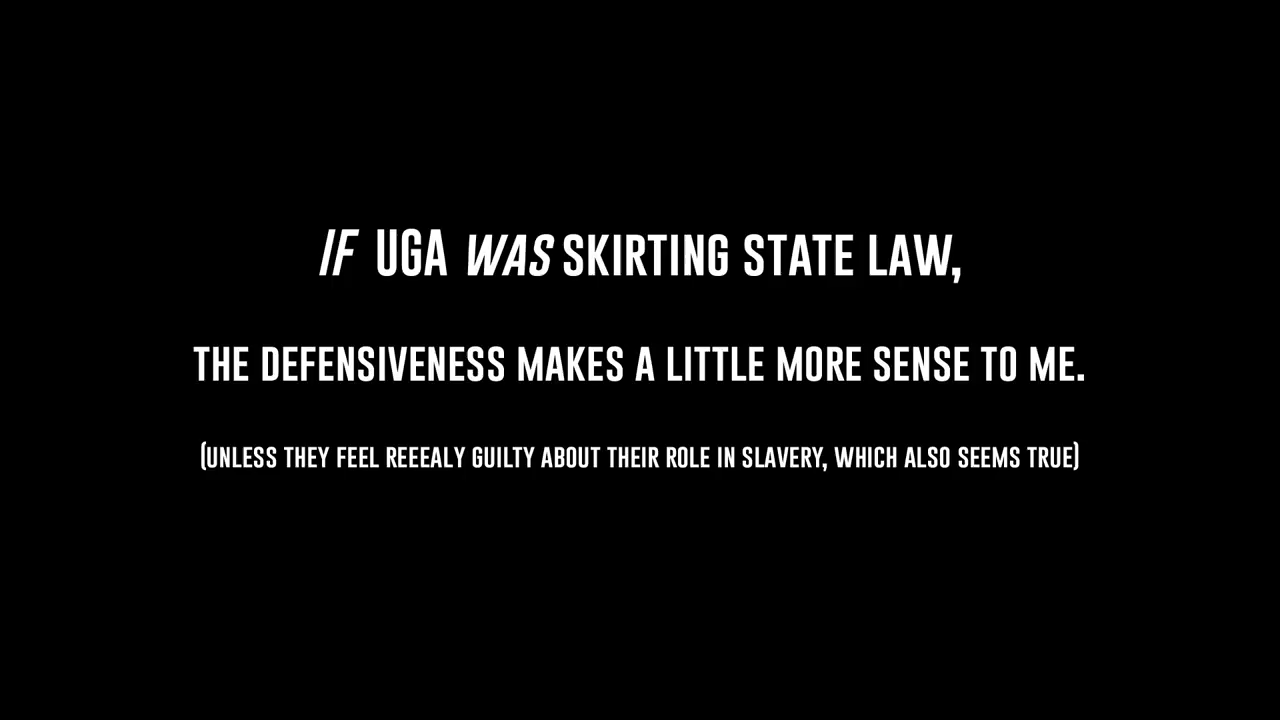 IF UGA WAS SKIRTING STATE LAW,
THE DEFENSIVENESS MAKES A LITTLE MORE SENSE TO ME.
(UNLESS THEY FEEL REEEALY GUILTY ABOUT THEIR ROLE IN SLAVERY, WHICH ALSO SEEMS TRUE)